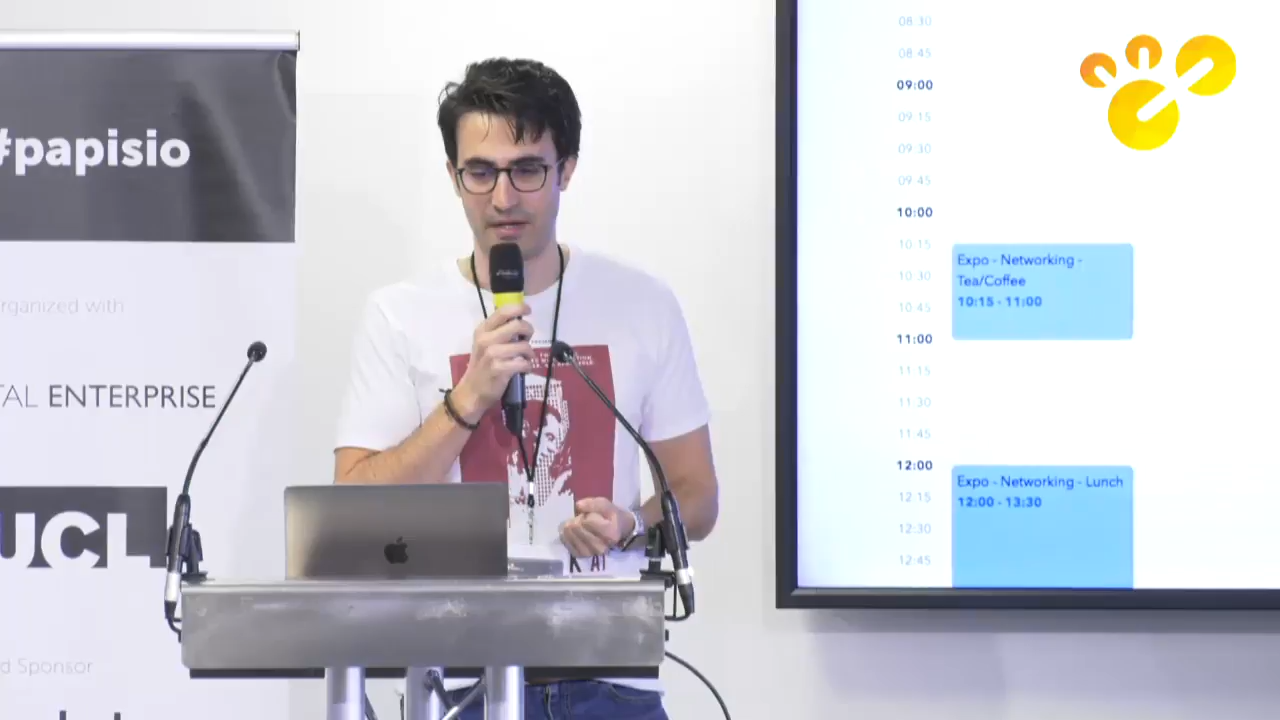 #papisio
rganized with
TAL ENTERPRISE
UCL
d Sponsor
08:30
08:45
09:00
09:15
09:30
09:45
10:00
10:15
10:30
10:45
11:00
11:15
11:30
11:45
12:00
12:15
12:30
12:45
Expo - Networking -
Tea/Coffee
10:15 - 11:00
Expo - Networking - Lunch
12:00 - 13:30